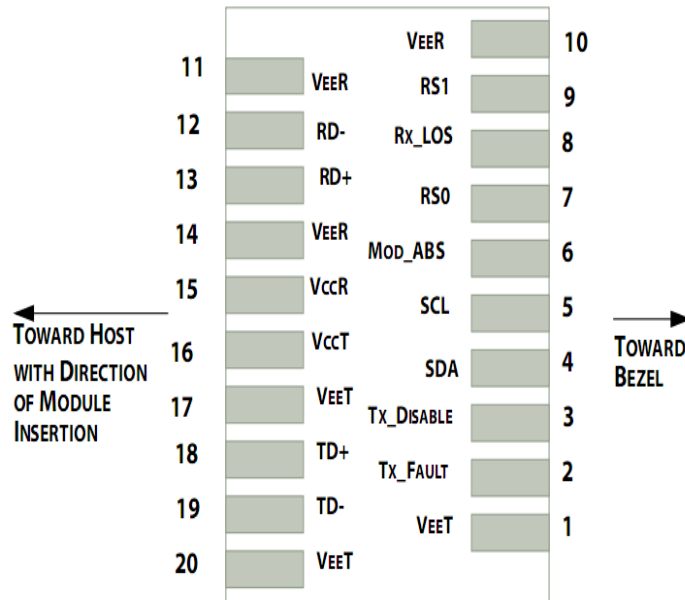 11 VEER
12 RD-
13 RD+
14 VEER
15 VCCR
16 VCCT
17 VEET
18 TD+
19 TD-
20 VEET
VEER 10
RS1 9
RX_LOS 8
RS0 7
MOD_ABS 6
SCL 5
SDA 4
TX_DISABLE 3
TX_FAULT 2
VEET 1
TOWARD HOST
WITH DIRECTION
OF MODULE
INSERTION
TOWARD
BEZEL